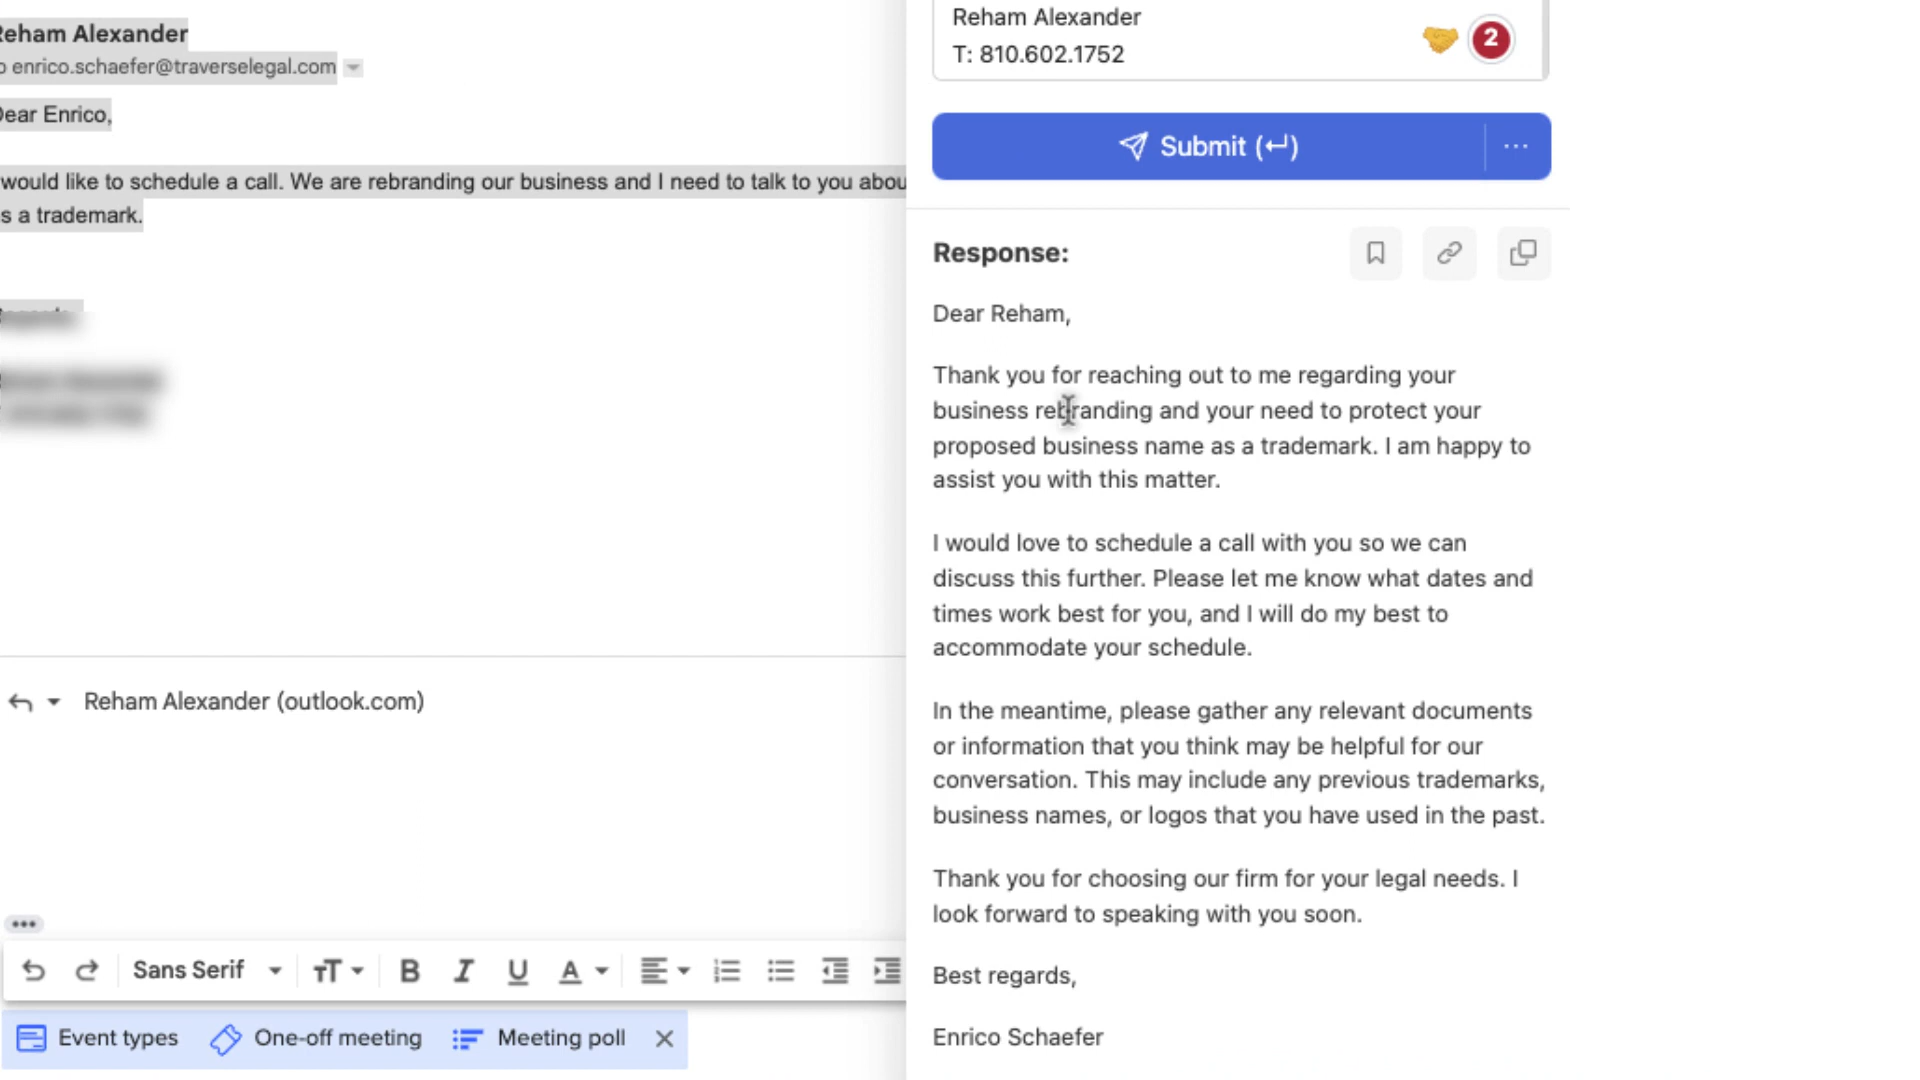 Reham Alexander
enrico.schaefer@traverselegal.com
Dear Enrico,
would like to schedule a call. We are rebranding our business and I need to talk to you abou
s a trademark.
Reham Alexander (outlook.com)
Sans Serif
Event types
One-off meeting
Meeting poll
Reham Alexander
T: 810.602.1752
2
Submit (↵)
Response:
Dear Reham,
Thank you for reaching out to me regarding your
business rebranding and your need to protect your
proposed business name as a trademark. I am happy to
assist you with this matter.
I would love to schedule a call with you so we can
discuss this further. Please let me know what dates and
times work best for you, and I will do my best to
accommodate your schedule.
In the meantime, please gather any relevant documents
or information that you think may be helpful for our
conversation. This may include any previous trademarks,
business names, or logos that you have used in the past.
Thank you for choosing our firm for your legal needs. I
look forward to speaking with you soon.
Best regards,
Enrico Schaefer